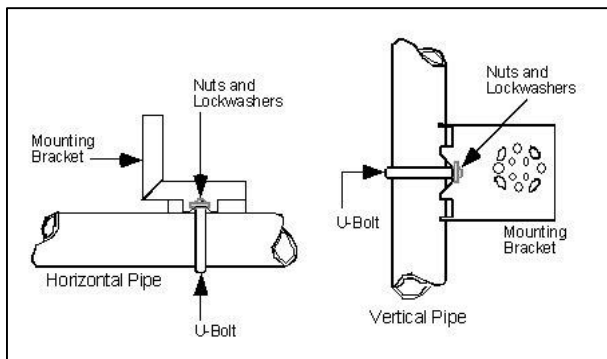 Nuts and
Lockwashers
Mounting
Bracket
Horizontal Pipe
U-Bolt
Nuts and
Lockwashers
U-Bolt
Mounting
Bracket
Vertical Pipe